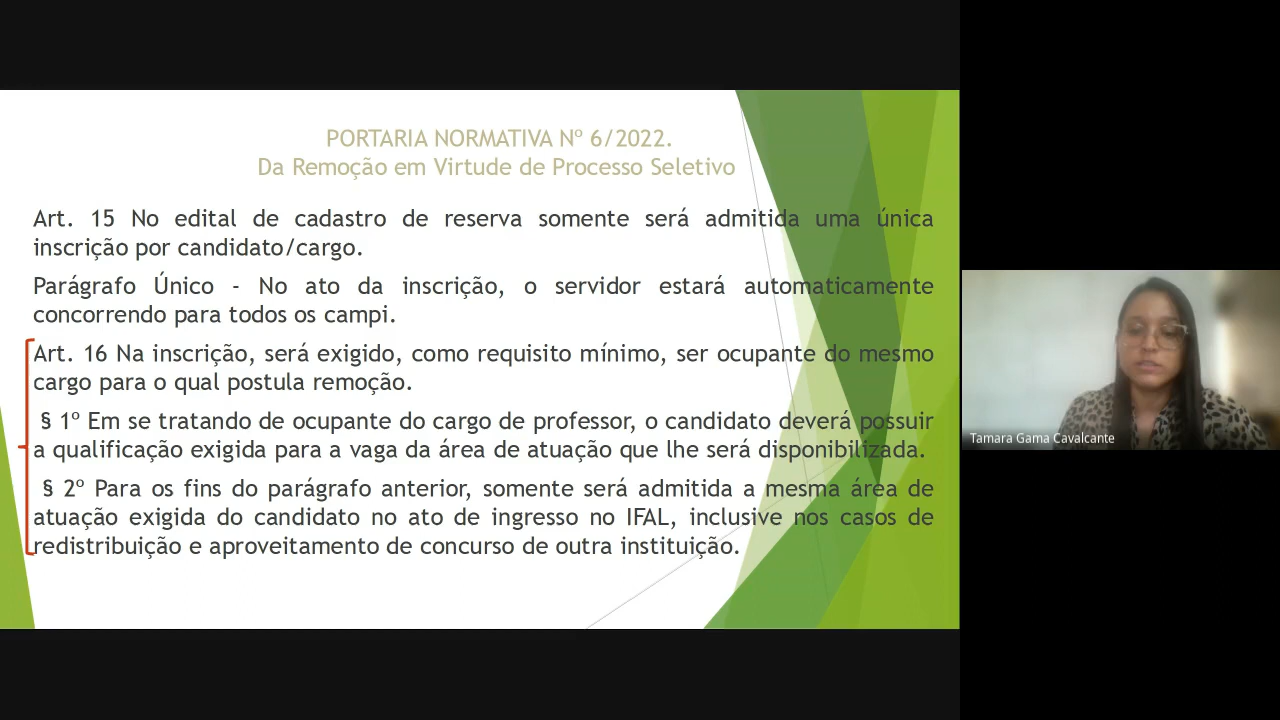 PORTARIA NORMATIVA Nº 6/2022.
Da Remoção em Virtude de Processo Seletivo
Art. 15 No edital de cadastro de reserva somente será admitida uma única
inscrição por candidato/cargo.
Parágrafo Único - No ato da inscrição, o servidor estará automaticamente
concorrendo para todos os campi.
Art. 16 Na inscrição, será exigido, como requisito mínimo, ser ocupante do mesmo
cargo para o qual postula remoção.
§ 1º Em se tratando de ocupante do cargo de professor, o candidato deverá possuir
a qualificação exigida para a vaga da área de atuação que lhe será disponibilizada.
§ 2º Para os fins do parágrafo anterior, somente será admitida a mesma área de
atuação exigida do candidato no ato de ingresso no IFAL, inclusive nos casos de
redistribuição e aproveitamento de concurso de outra instituição.
Tamara Gama Cavalcante